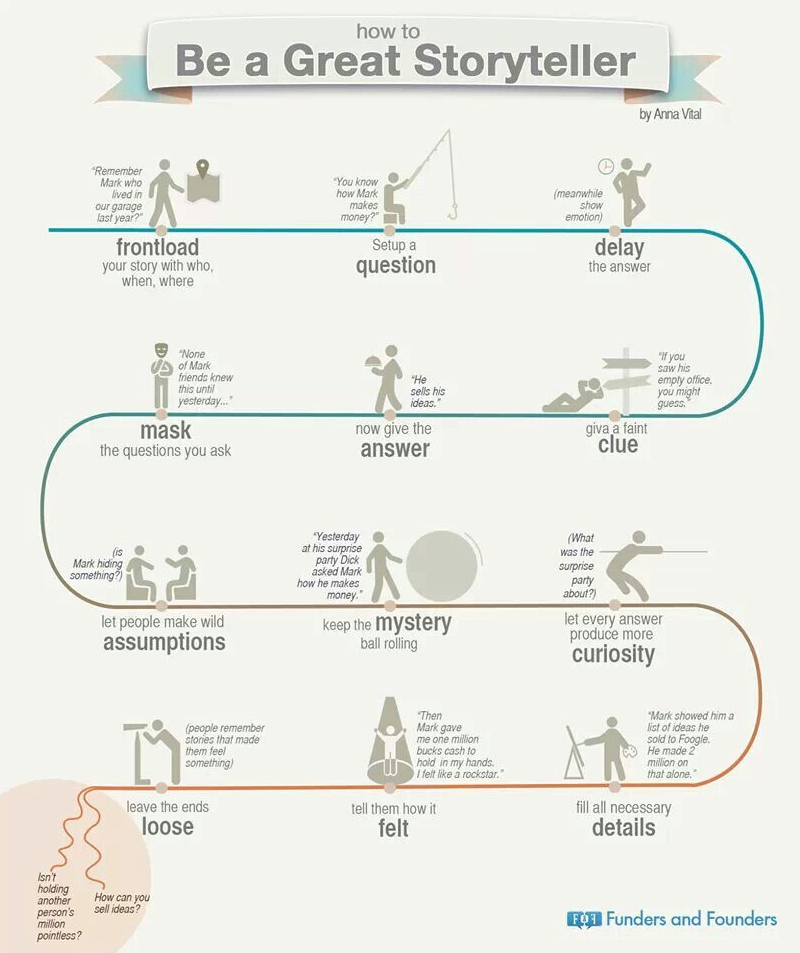 how to
Be a Great Storyteller
by Anna Vital
"Remember
Mark who
lived in
our garage
last year?"
frontload
your story with who,
when, where
"You know
how Mark
makes
money?"
Setup a
question
(meanwhile
show
emotion)
delay
the answer
"If you
saw his
empty office,
you might
guess."
giva a faint
clue
"He
sells his
ideas."
now give the
answer
"None
of Mark
friends knew
this until
yesterday..."
mask
the questions you ask
(is
Mark hiding
something?)
let people make wild
assumptions
"Yesterday
at his surprise
party Dick
asked Mark
how he makes
money."
keep the mystery
ball rolling
(What
was the
surprise
party
about?)
let every answer
produce more
curiosity
"Mark showed him a
list of ideas he
sold to Foogle.
He made 2
million on
that alone."
fill all necessary
details
"Then
Mark gave
me one million
bucks cash to
hold in my hands.
I felt like a rockstar."
tell them how it
felt
(people remember
stories that made
them feel
something)
leave the ends
loose
Isn't
holding
another
person's
million
pointless?
How can you
sell ideas?
Funders and Founders